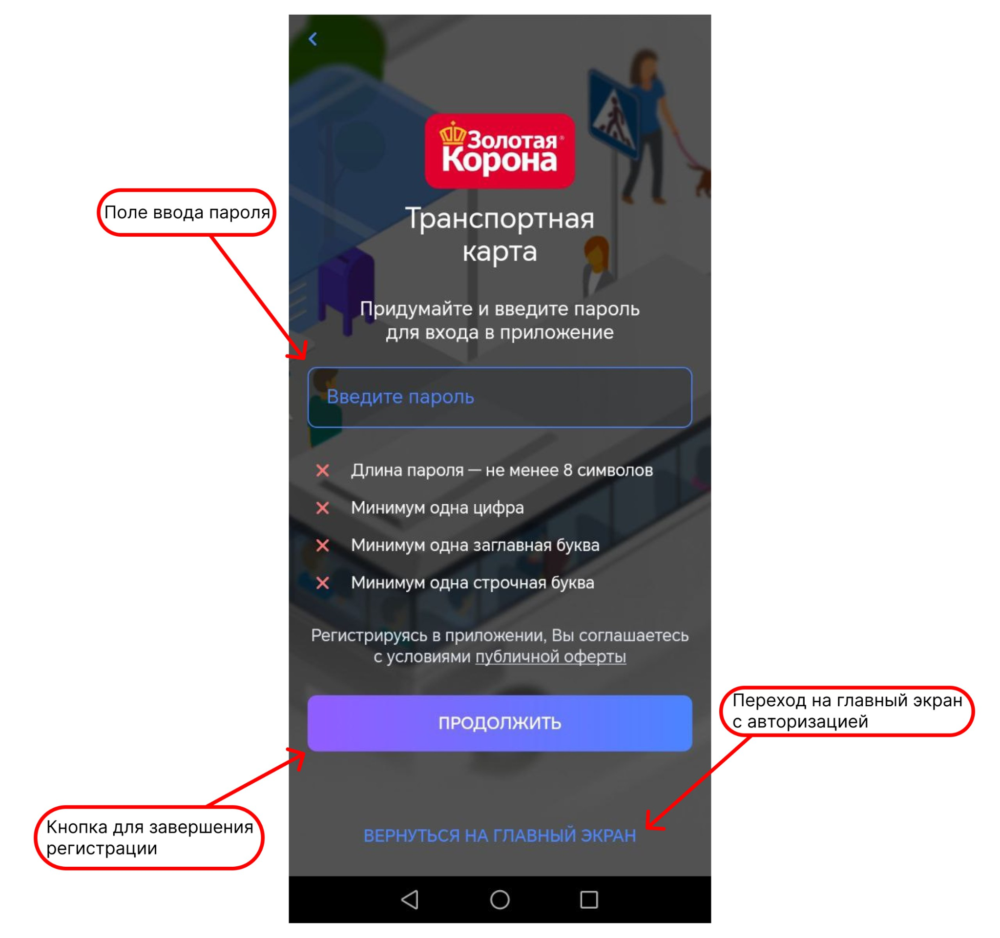 Золотая®
Корона
Транспортная
карта
Поле ввода пароля
Придумайте и введите пароль
для входа в приложение
Введите пароль
Длина пароля — не менее 8 символов
Минимум одна цифра
Минимум одна заглавная буква
Минимум одна строчная буква
Регистрируясь в приложении, Вы соглашаетесь
с условиями публичной оферты
Переход на главный экран
с авторизацией
ПРОДОЛЖИТЬ
Кнопка для завершения
регистрации
ВЕРНУТЬСЯ НА ГЛАВНЫЙ ЭКРАН